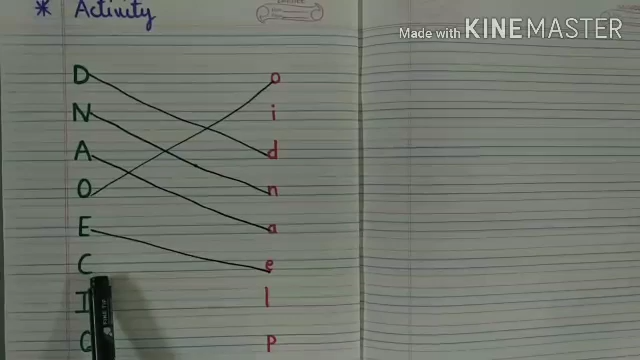 * Activity
Made with KINEMASTER
D o
N i
A d
O n
E a
C e
I l
Q p